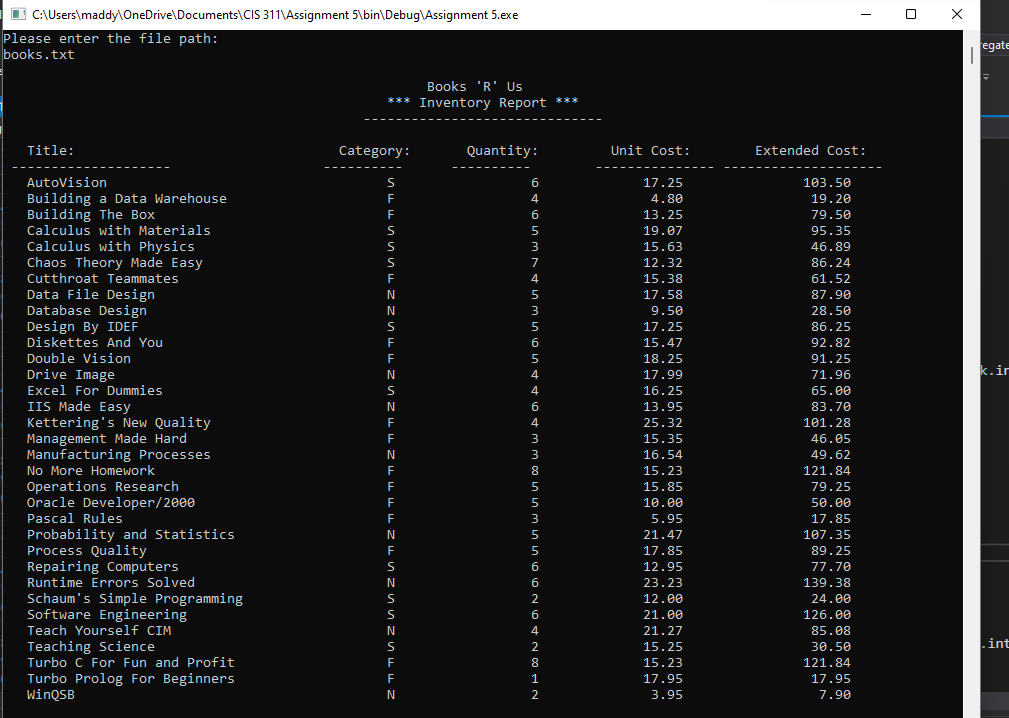 C:\Users\maddy\OneDrive\Documents\CIS 311\Assignment 5\bin\Debug\Assignment 5.exe
Please enter the file path:
books.txt
Books 'R' Us
*** Inventory Report ***
------------------------------
Title: Category: Quantity: Unit Cost: Extended Cost:
-------------------- ---------- ---------- --------------- --------------------
AutoVision S 6 17.25 103.50
Building a Data Warehouse F 4 4.80 19.20
Building The Box F 6 13.25 79.50
Calculus with Materials S 5 19.07 95.35
Calculus with Physics S 3 15.63 46.89
Chaos Theory Made Easy S 7 12.32 86.24
Cutthroat Teammates F 4 15.38 61.52
Data File Design N 5 17.58 87.90
Database Design N 3 9.50 28.50
Design By IDEF S 5 17.25 86.25
Diskettes And You F 6 15.47 92.82
Double Vision F 5 18.25 91.25
Drive Image N 4 17.99 71.96
Excel For Dummies S 4 16.25 65.00
IIS Made Easy N 6 13.95 83.70
Kettering's New Quality F 4 25.32 101.28
Management Made Hard F 3 15.35 46.05
Manufacturing Processes N 3 16.54 49.62
No More Homework F 8 15.23 121.84
Operations Research F 5 15.85 79.25
Oracle Developer/2000 F 5 10.00 50.00
Pascal Rules F 3 5.95 17.85
Probability and Statistics N 5 21.47 107.35
Process Quality F 5 17.85 89.25
Repairing Computers S 6 12.95 77.70
Runtime Errors Solved N 6 23.23 139.38
Schaum's Simple Programming S 2 12.00 24.00
Software Engineering S 6 21.00 126.00
Teach Yourself CIM N 4 21.27 85.08
Teaching Science S 2 15.25 30.50
Turbo C For Fun and Profit F 8 15.23 121.84
Turbo Prolog For Beginners F 1 17.95 17.95
WinQSB N 2 3.95 7.90